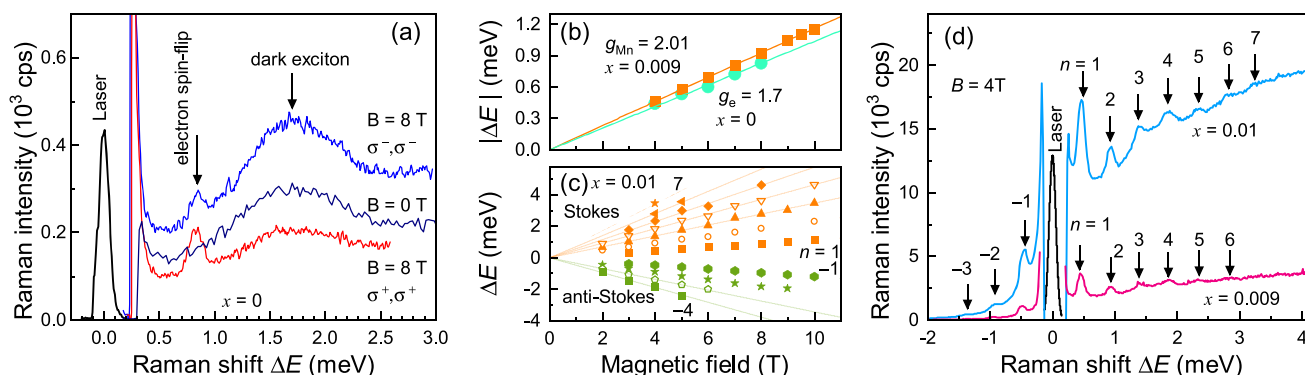 (a)
Raman intensity (10³ cps)
0.6
0.4
0.2
0.0
Laser
electron spin-flip
dark exciton
B = 8 T
σ⁻,σ⁻
B = 0 T
B = 8 T
σ⁺,σ⁺
x = 0
0.0 0.5 1.0 1.5 2.0 2.5 3.0
Raman shift ΔE (meV)
(b)
|ΔE | (meV)
1.2
0.9
0.6
0.3
0.0
gMn = 2.01
x = 0.009
ge = 1.7
x = 0
(c)
ΔE (meV)
4
2
0
−2
−4
x = 0.01
7
Stokes
n = 1
−1
anti-Stokes
−4
0 2 4 6 8 10
Magnetic field (T)
(d)
Raman intensity (10³ cps)
20
15
10
5
0
B = 4T
Laser
n = 1
2
3
4
5
6
7
x = 0.01
−3
−2
−1
n = 1
2
3
4
5
6
x = 0.009
−2 −1 0 1 2 3 4
Raman shift ΔE (meV)